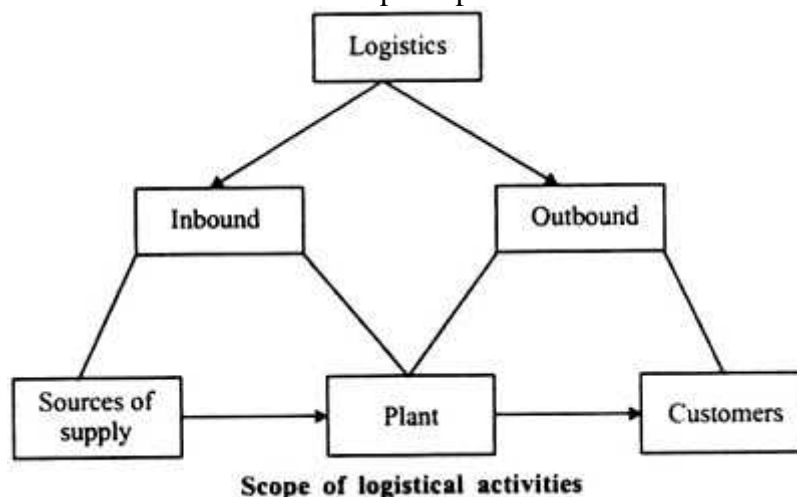 Logistics
Inbound
Outbound
Sources of
supply
Plant
Customers
Scope of logistical activities